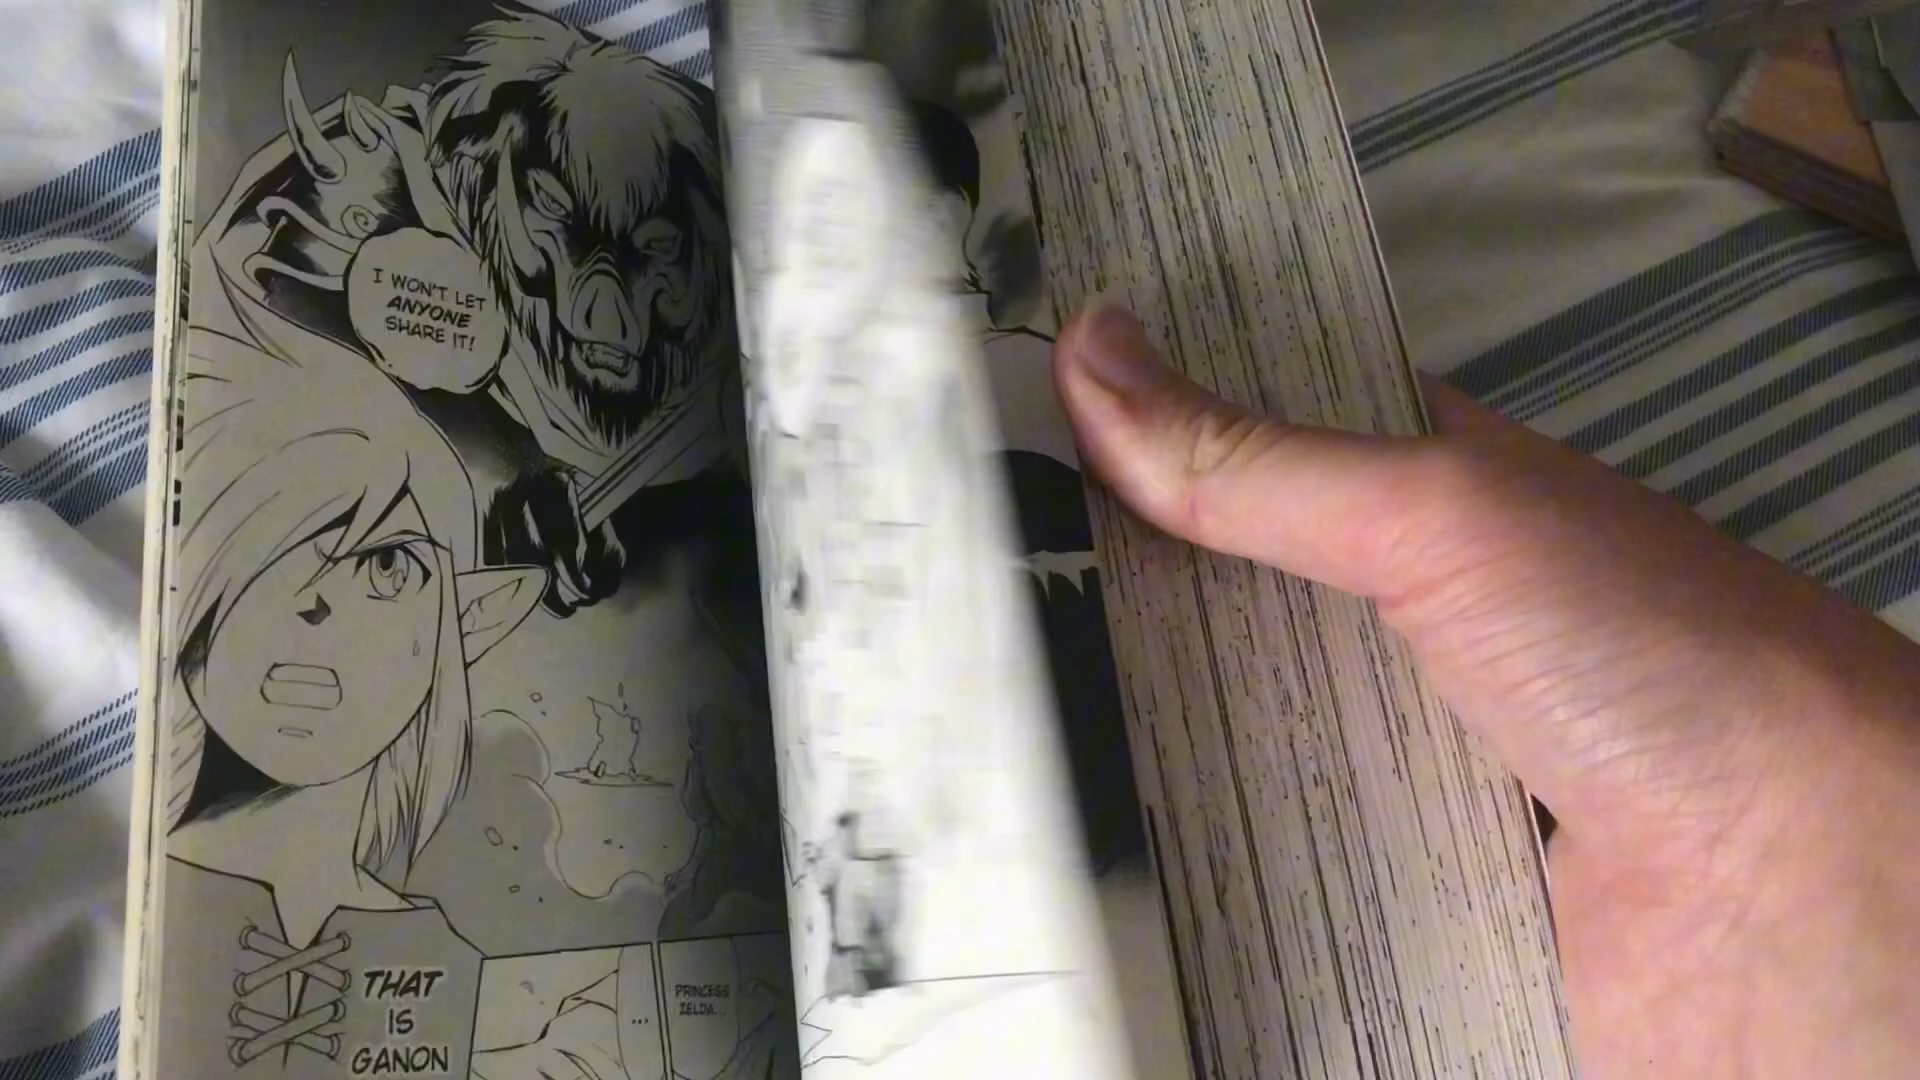 I WON'T LET
ANYONE
SHARE IT!
THAT
IS
GANON
...
PRINCESS
ZELDA...